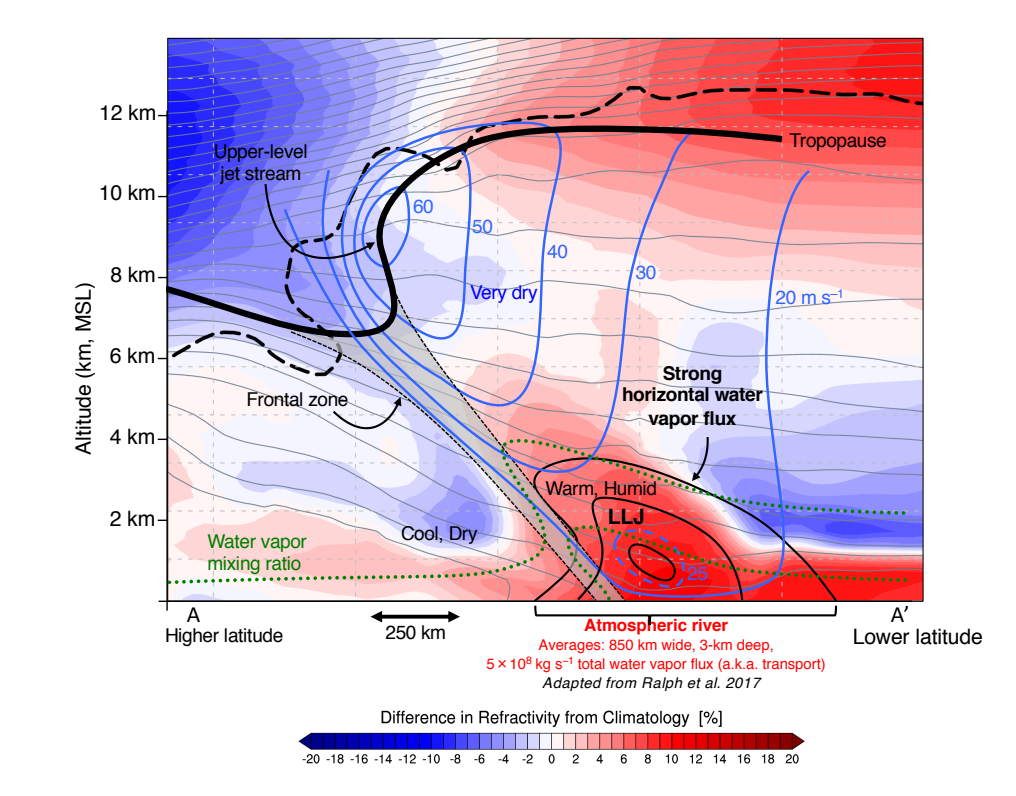 12 km
10 km
8 km
6 km
4 km
2 km
Altitude (km, MSL)
Upper-level
jet stream
Tropopause
60
50
40
30
20 m s⁻¹
Very dry
Frontal zone
Strong
horizontal water
vapor flux
Warm, Humid
LLJ
25
Cool, Dry
Water vapor
mixing ratio
A
Higher latitude
250 km
A′
Lower latitude
Atmospheric river
Averages: 850 km wide, 3-km deep,
5 × 10⁸ kg s⁻¹ total water vapor flux (a.k.a. transport)
Adapted from Ralph et al. 2017
Difference in Refractivity from Climatology [%]
-20 -18 -16 -14 -12 -10 -8 -6 -4 -2 0 2 4 6 8 10 12 14 16 18 20